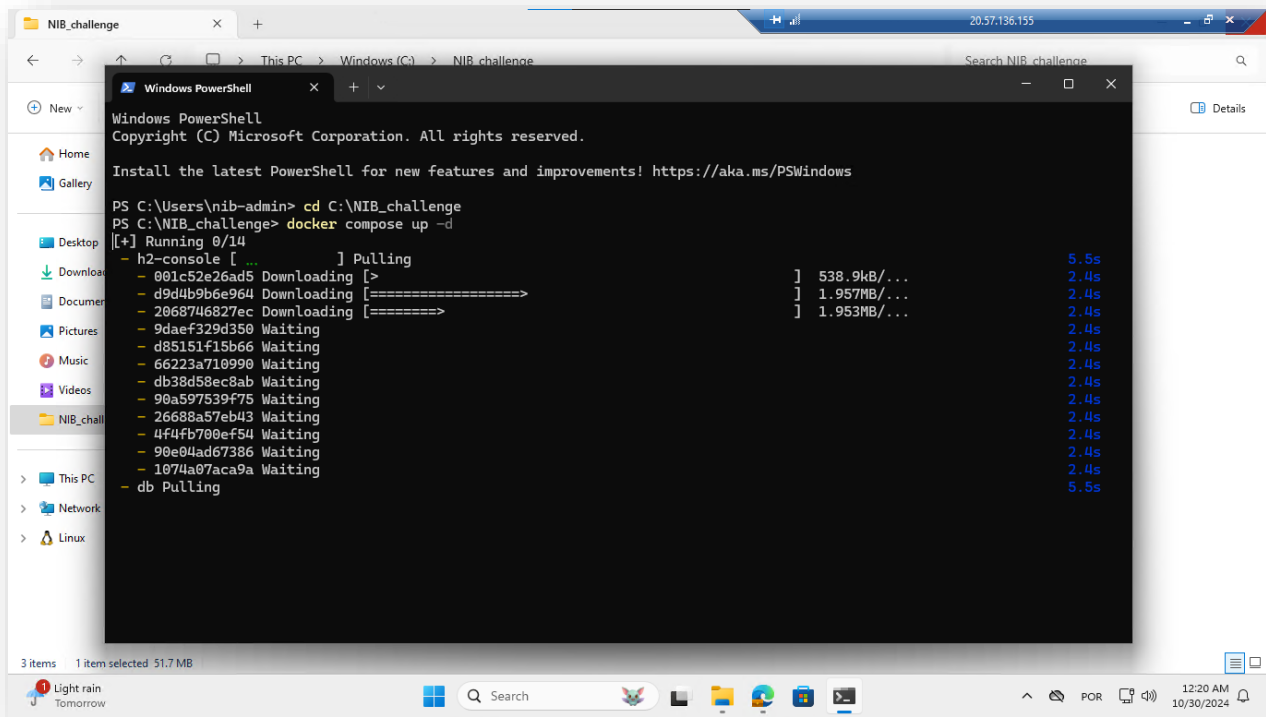 NIB_challenge
20.57.136.155
This PC > Windows (C:) > NIB_challenge
Search NIB_challenge
New
Details
Windows PowerShell
Home
Gallery
Desktop
Downloa
Documer
Pictures
Music
Videos
NIB_chall
This PC
Network
Linux
Windows PowerShell
Copyright (C) Microsoft Corporation. All rights reserved.
Install the latest PowerShell for new features and improvements! https://aka.ms/PSWindows
PS C:\Users\nib-admin> cd C:\NIB_challenge
PS C:\NIB_challenge> docker compose up -d
[+] Running 0/14
- h2-console [ ... ] Pulling 5.5s
- 001c52e26ad5 Downloading [> ] 538.9kB/... 2.4s
- d9d4b9b6e964 Downloading [==================> ] 1.957MB/... 2.4s
- 2068746827ec Downloading [========> ] 1.953MB/... 2.4s
- 9daef329d350 Waiting 2.4s
- d85151f15b66 Waiting 2.4s
- 66223a710990 Waiting 2.4s
- db38d58ec8ab Waiting 2.4s
- 90a597539f75 Waiting 2.4s
- 26688a57eb43 Waiting 2.4s
- 4f4fb700ef54 Waiting 2.4s
- 90e04ad67386 Waiting 2.4s
- 1074a07aca9a Waiting 2.4s
- db Pulling 5.5s
3 items 1 item selected 51.7 MB
1
Light rain
Tomorrow
Search
POR
12:20 AM
10/30/2024